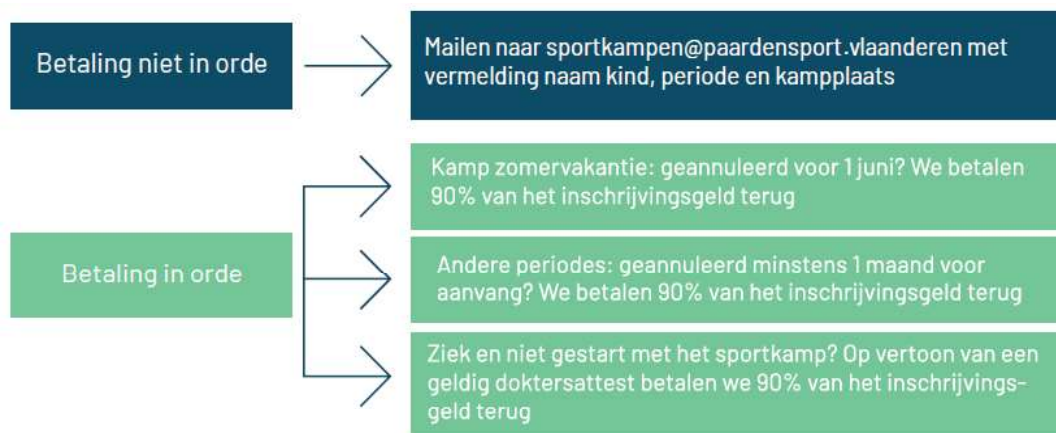 Betaling niet in orde
Mailen naar sportkampen@paardensport.vlaanderen met
vermelding naam kind, periode en kampplaats
Betaling in orde
Kamp zomervakantie: geannuleerd voor 1 juni? We betalen
90% van het inschrijvingsgeld terug
Andere periodes: geannuleerd minstens 1 maand voor
aanvang? We betalen 90% van het inschrijvingsgeld terug
Ziek en niet gestart met het sportkamp? Op vertoon van een
geldig doktersattest betalen we 90% van het inschrijvings-
geld terug